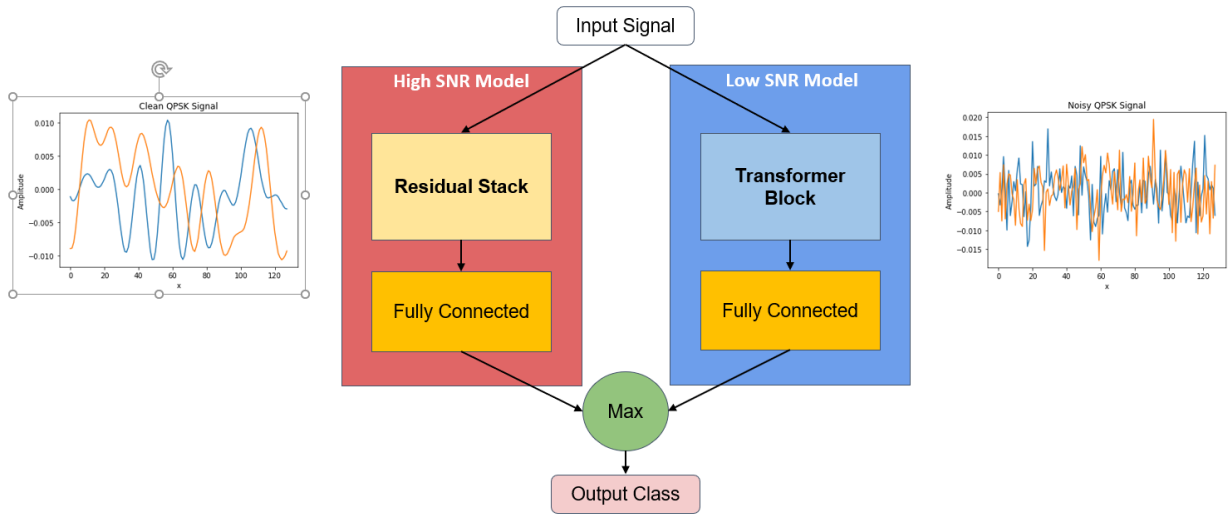 Input Signal
High SNR Model
Low SNR Model
Residual Stack
Transformer
Block
Fully Connected
Fully Connected
Max
Output Class
Clean QPSK Signal
0.010
0.005
0.000
−0.005
−0.010
Amplitude
0 20 40 60 80 100 120
x
Noisy QPSK Signal
0.020
0.015
0.010
0.005
0.000
−0.005
−0.010
−0.015
Amplitude
0 20 40 60 80 100 120
x